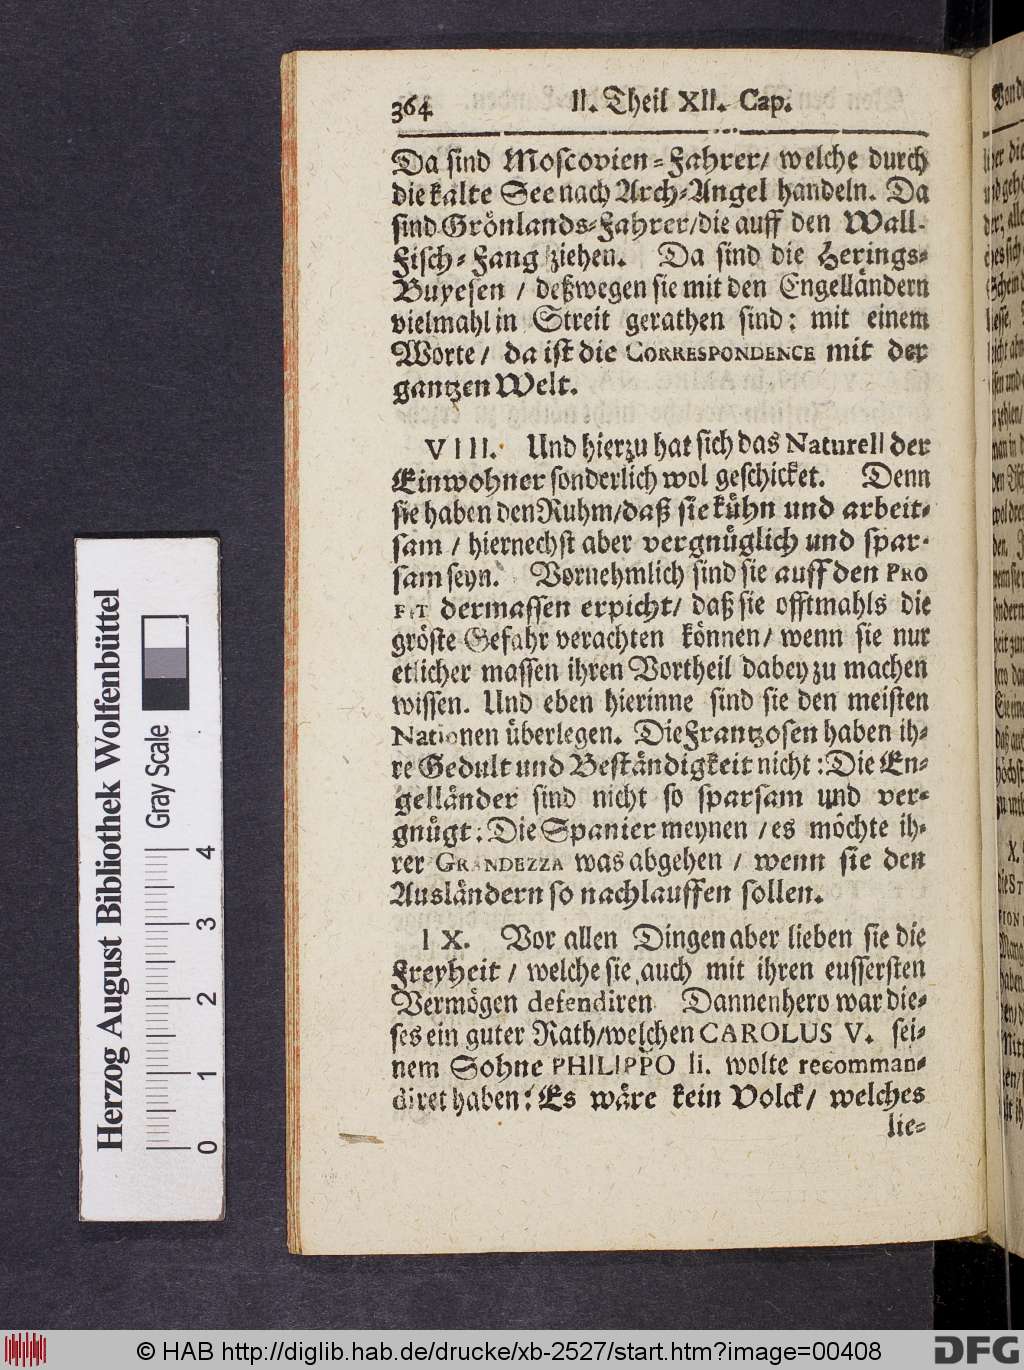 364 II. Theil XII. Cap.
Da sind Moscovien-Fahrer/ welche durch
die kalte See nach Arch-Angel handeln. Da
sind Grönlands-Fahrer/die auff den Wall-
Fisch-Fang ziehen. Da sind die Herings-
Buyesen / deßwegen sie mit den Engelländern
vielmahl in Streit gerathen sind: mit einem
Worte/ da ist die CORRESPONDENCE mit der
gantzen Welt.
VIII. Und hierzu hat sich das Naturell der
Einwohner sonderlich wol geschicket. Denn
sie haben den Ruhm/daß sie kühn und arbeit-
sam / hiernechst aber vergnüglich und spar-
sam seyn. Vornehmlich sind sie auff den PRO
FIT dermassen erpicht/ daß sie offtmahls die
gröste Gefahr verachten können/ wenn sie nur
etlicher massen ihren Vortheil dabey zu machen
wissen. Und eben hierinne sind sie den meisten
Nationen überlegen. Die Frantzosen haben ih-
re Gedult und Beständigkeit nicht: Die En-
gelländer sind nicht so sparsam und ver-
gnügt: Die Spanier meynen / es möchte ih-
rer GRANDEZZA was abgehen / wenn sie den
Ausländern so nachlauffen sollen.
IX. Vor allen Dingen aber lieben sie die
Freyheit / welche sie auch mit ihren eussersten
Vermögen defendiren Dannenhero war die-
ses ein guter Rath/welchen CAROLUS V. sei-
nem Sohne PHILIPPO II. wolte recomman-
diret haben: Es wäre kein Volck/ welches
lie-
Herzog August Bibliothek Wolfenbüttel
Gray Scale
0 1 2 3 4
© HAB http://diglib.hab.de/drucke/xb-2527/start.htm?image=00408
DFG